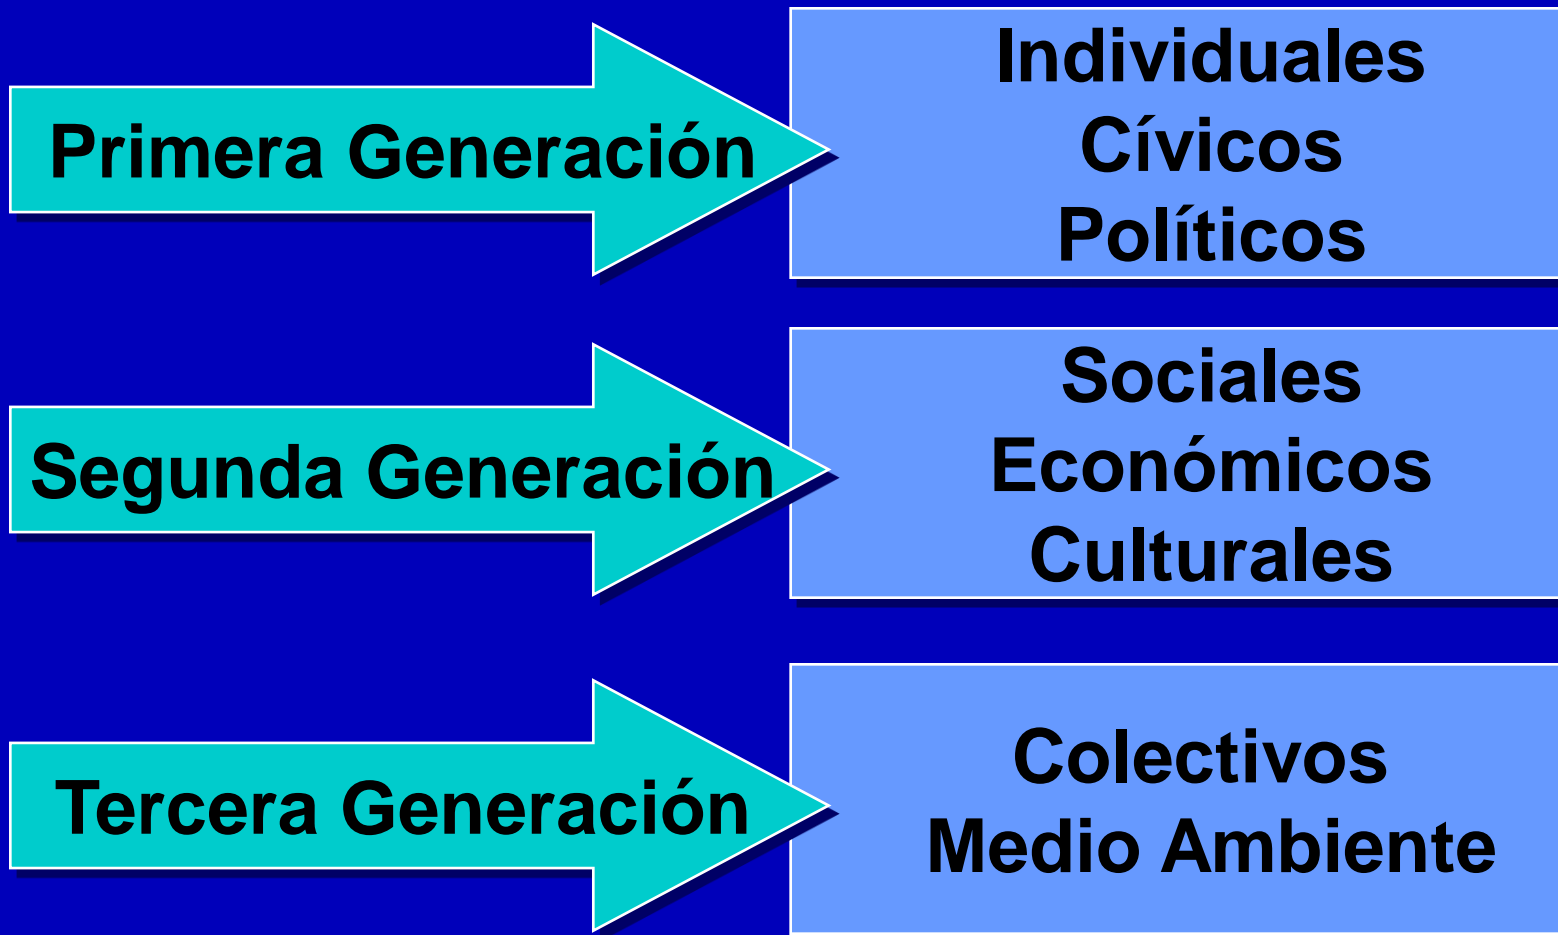 Primera Generación
Individuales
Cívicos
Políticos
Segunda Generación
Sociales
Económicos
Culturales
Tercera Generación
Colectivos
Medio Ambiente